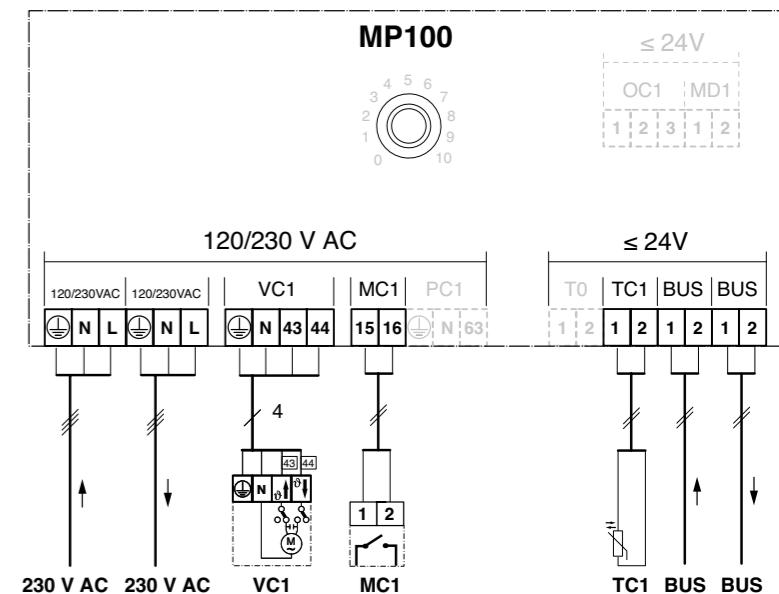 MP100
≤ 24V
0 1 2 3 4 5 6 7 8 9 10
OC1 MD1
1 2 3 1 2
120/230 V AC ≤ 24V
120/230VAC 120/230VAC VC1 MC1 PC1 T0 TC1 BUS BUS
N L N L N 43 44 15 16 N 63 1 2 1 2 1 2 1 2
4
43 44
N ϑ ϑ
1 2
M
~
230 V AC 230 V AC VC1 MC1 TC1 BUS BUS